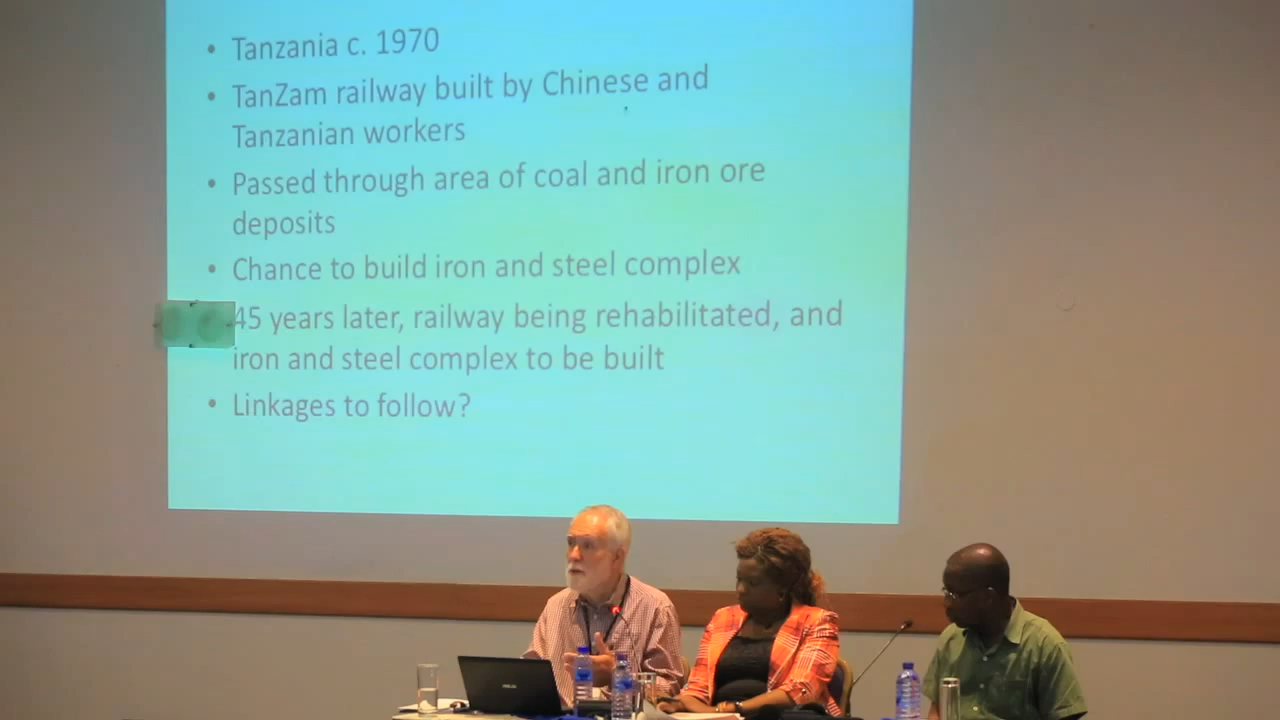 • Tanzania c. 1970
• TanZam railway built by Chinese and
Tanzanian workers
• Passed through area of coal and iron ore
deposits
• Chance to build iron and steel complex
45 years later, railway being rehabilitated, and
iron and steel complex to be built
• Linkages to follow?